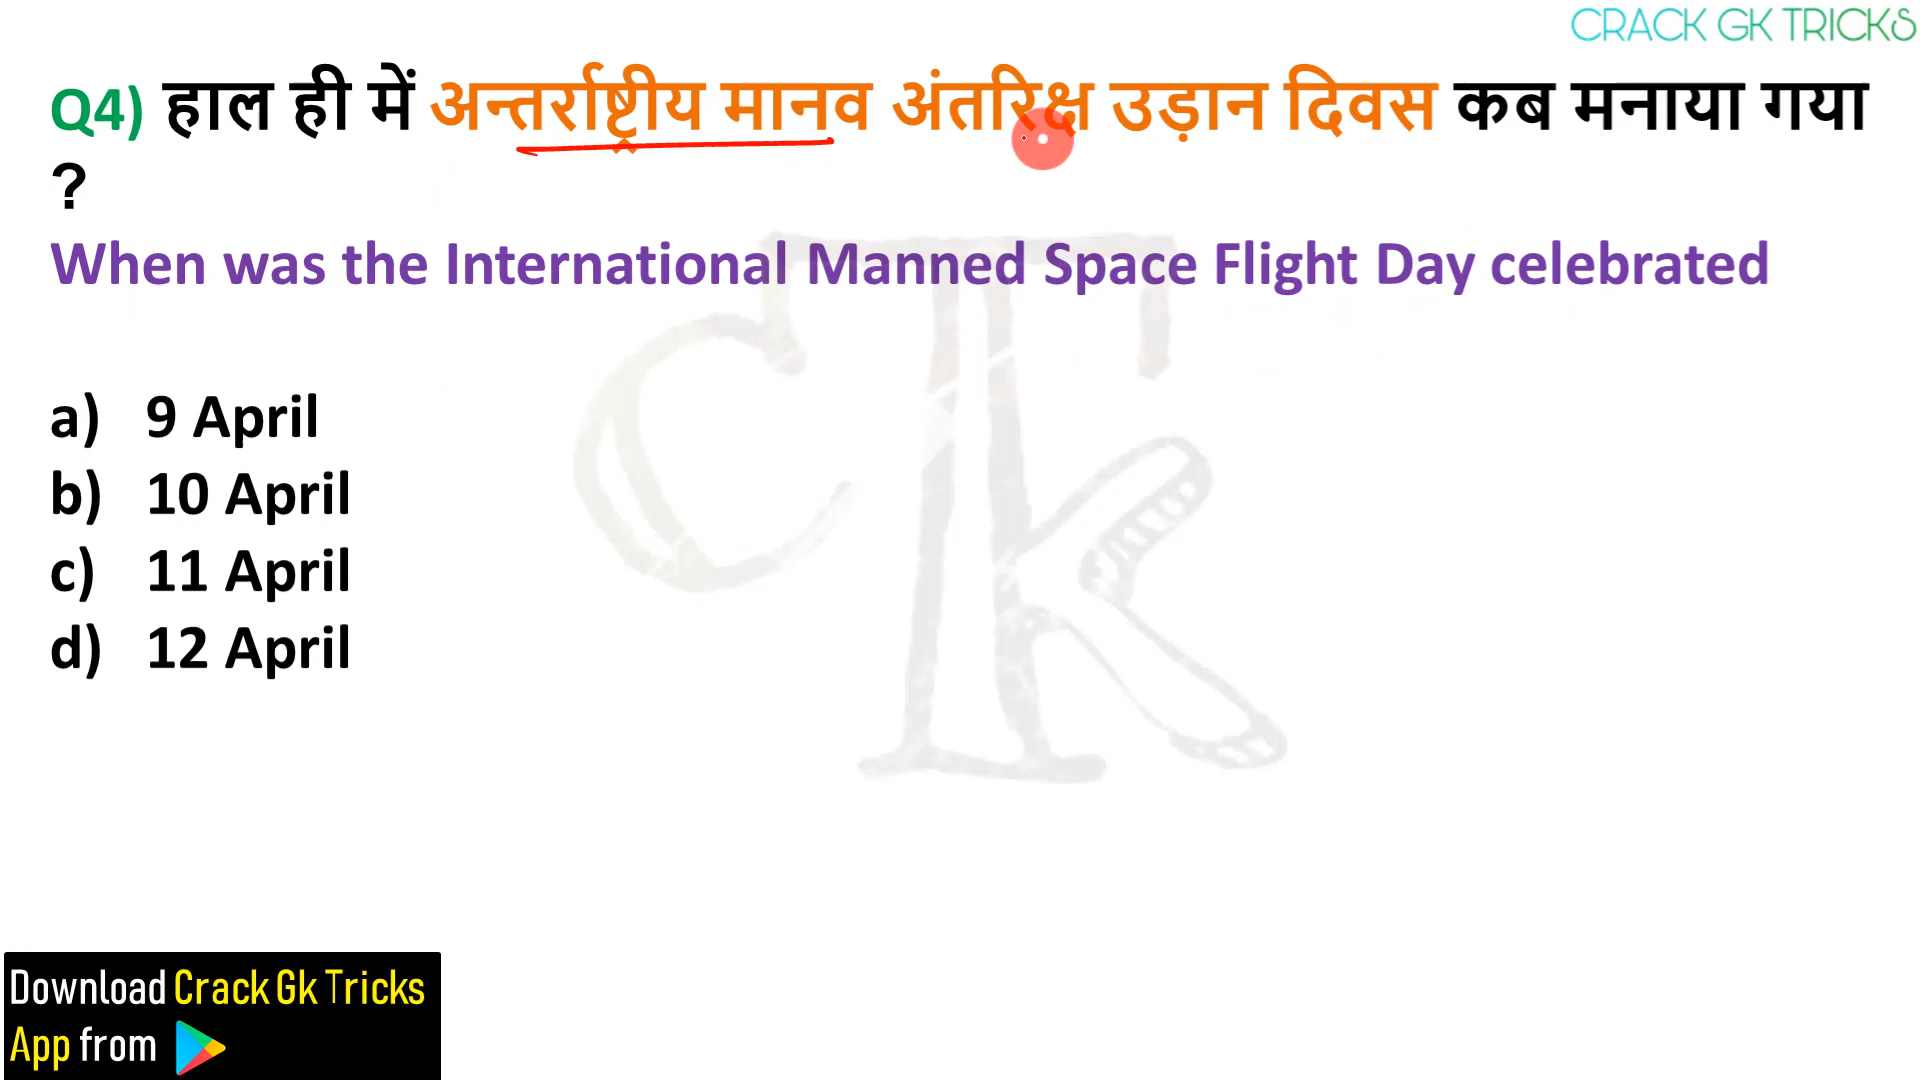 CRACK GK TRICKS
Q4) हाल ही में अन्तर्राष्ट्रीय मानव अंतरिक्ष उड़ान दिवस कब मनाया गया
?
When was the International Manned Space Flight Day celebrated
a) 9 April
b) 10 April
c) 11 April
d) 12 April
CTK
Download Crack Gk Tricks
App from